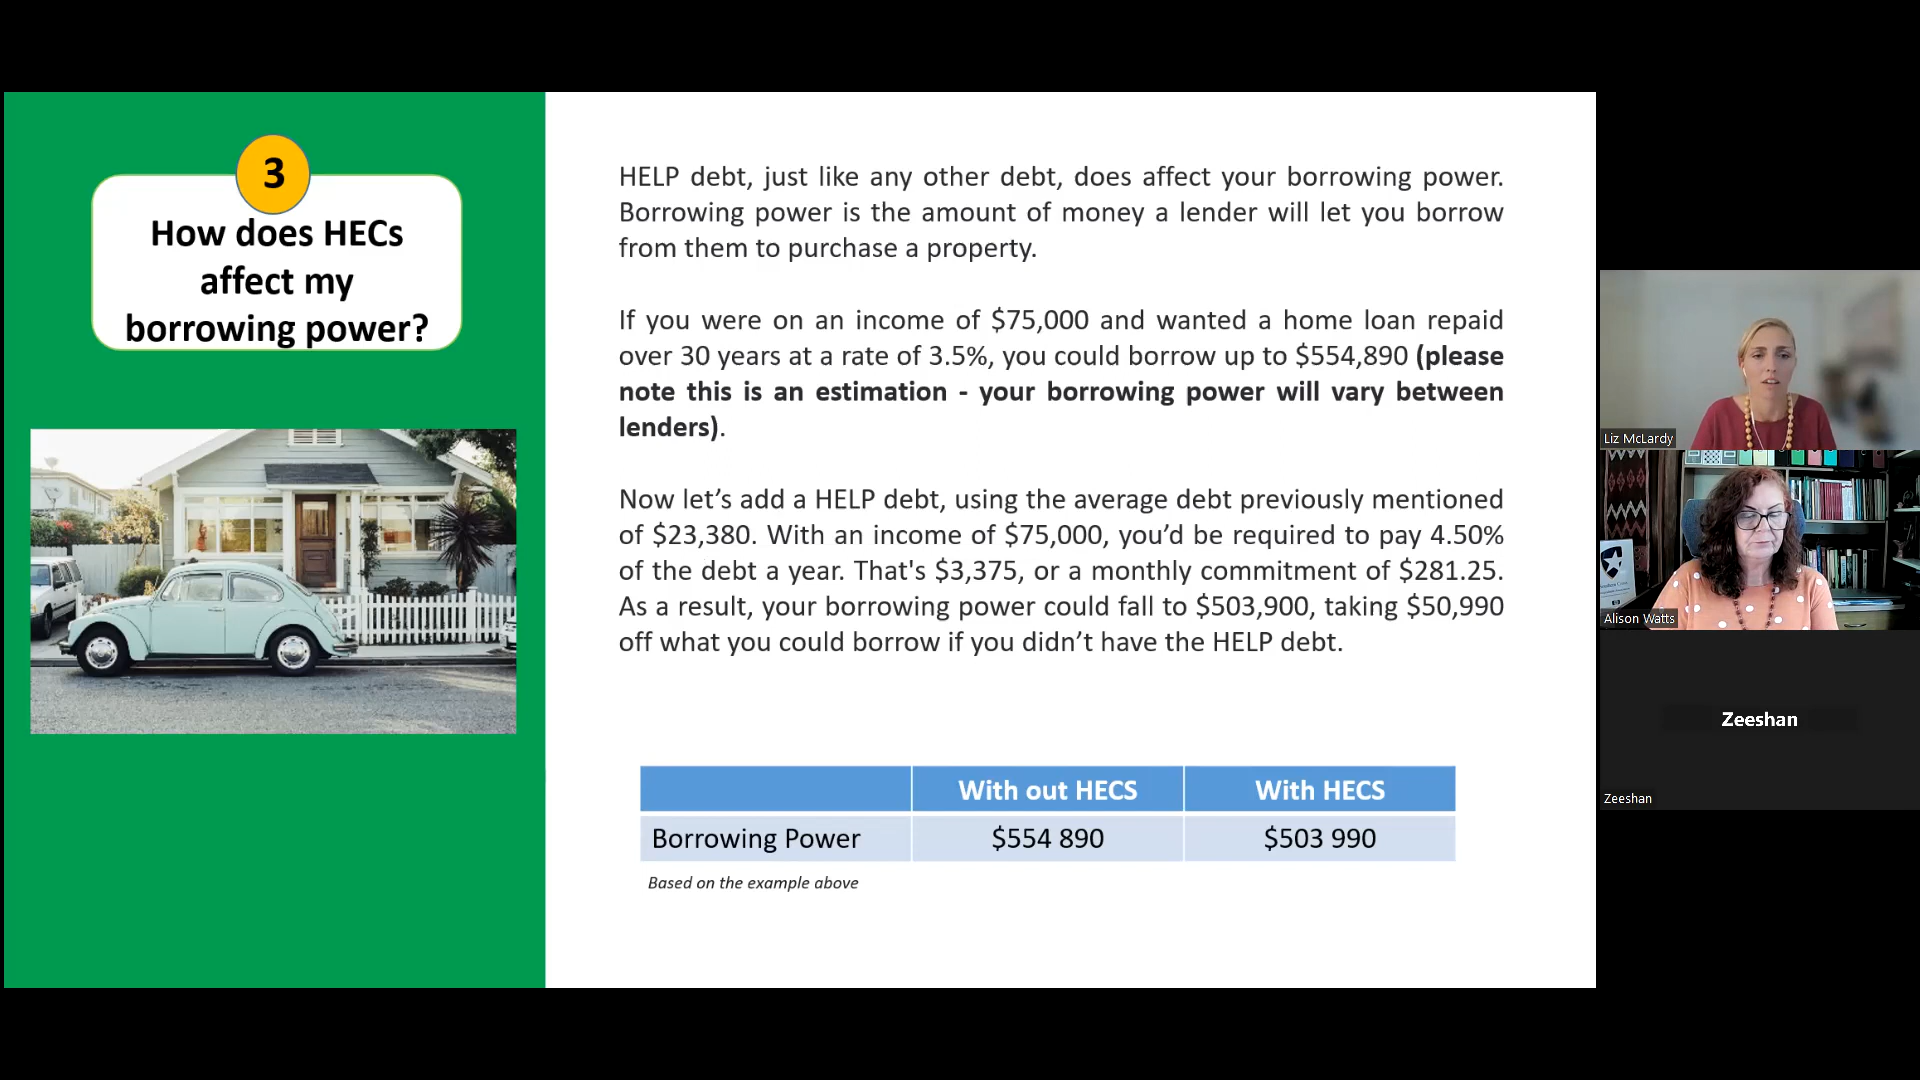 3
How does HECs
affect my
borrowing power?
HELP debt, just like any other debt, does affect your borrowing power.
Borrowing power is the amount of money a lender will let you borrow
from them to purchase a property.
If you were on an income of $75,000 and wanted a home loan repaid
over 30 years at a rate of 3.5%, you could borrow up to $554,890 (please
note this is an estimation - your borrowing power will vary between
lenders).
Now let’s add a HELP debt, using the average debt previously mentioned
of $23,380. With an income of $75,000, you’d be required to pay 4.50%
of the debt a year. That's $3,375, or a monthly commitment of $281.25.
As a result, your borrowing power could fall to $503,900, taking $50,990
off what you could borrow if you didn’t have the HELP debt.
With out HECS With HECS
Borrowing Power $554 890 $503 990
Based on the example above
Liz McLardy
Alison Watts
Zeeshan
Zeeshan